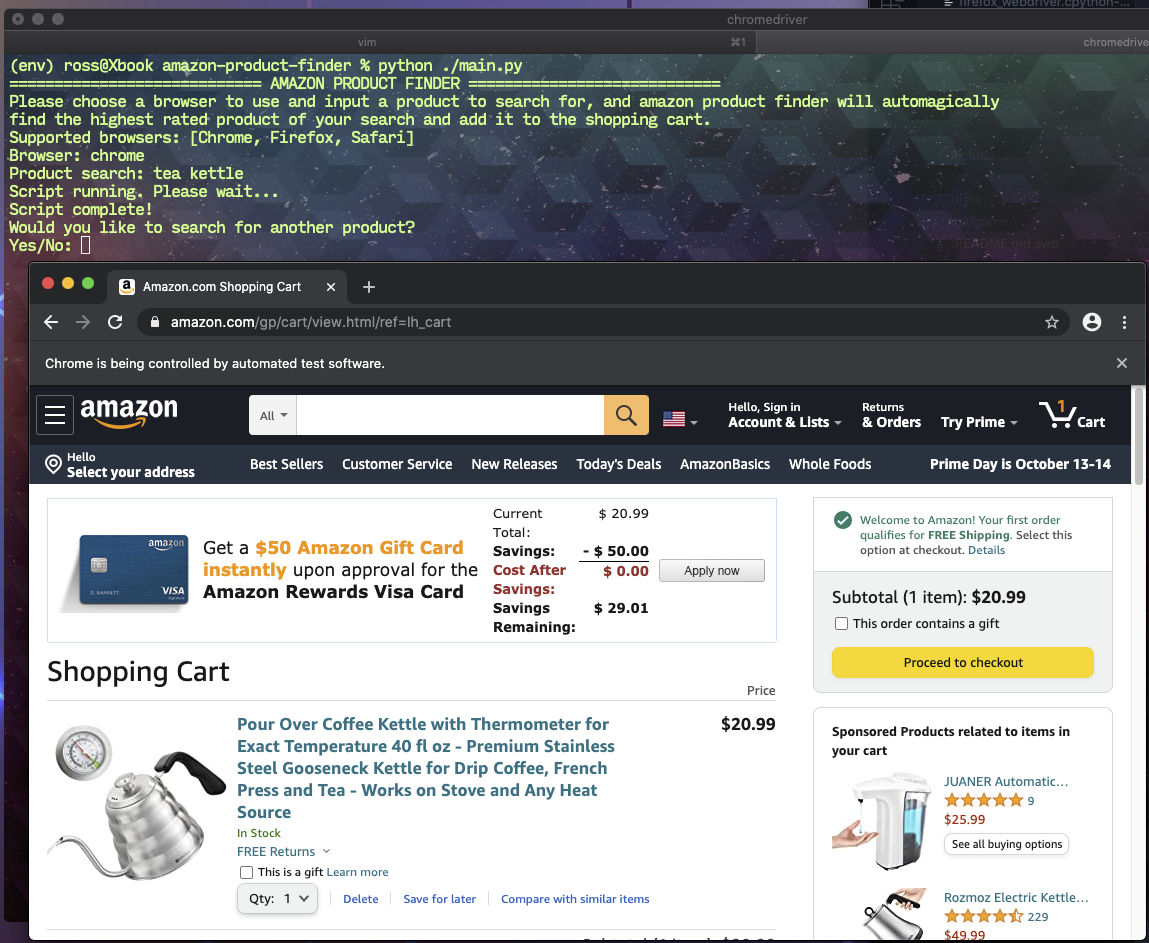 firefox_webdriver.cpython-...
chromedriver
vim
⌘1
chromedrive
(env) ross@Xbook amazon-product-finder % python ./main.py
============================ AMAZON PRODUCT FINDER ============================
Please choose a browser to use and input a product to search for, and amazon product finder will automagically
find the highest rated product of your search and add it to the shopping cart.
Supported browsers: [Chrome, Firefox, Safari]
Browser: chrome
Product search: tea kettle
Script running. Please wait...
Script complete!
Would you like to search for another product?
Yes/No:
.README.md.swp
Amazon.com Shopping Cart
amazon.com/gp/cart/view.html/ref=lh_cart
Chrome is being controlled by automated test software.
amazon
All
Hello, Sign in
Account & Lists
Returns
& Orders
Try Prime
1
Cart
Hello
Select your address
Best Sellers
Customer Service
New Releases
Today's Deals
AmazonBasics
Whole Foods
Prime Day is October 13-14
amazon
VISA
Get a $50 Amazon Gift Card
instantly upon approval for the
Amazon Rewards Visa Card
Current Total: $ 20.99
Savings: - $ 50.00
Cost After Savings: $ 0.00
Savings Remaining: $ 29.01
Apply now
Welcome to Amazon! Your first order
qualifies for FREE Shipping. Select this
option at checkout. Details
Subtotal (1 item): $20.99
This order contains a gift
Proceed to checkout
Shopping Cart
Price
Pour Over Coffee Kettle with Thermometer for
Exact Temperature 40 fl oz - Premium Stainless
Steel Gooseneck Kettle for Drip Coffee, French
Press and Tea - Works on Stove and Any Heat
Source
$20.99
In Stock
FREE Returns
This is a gift Learn more
Qty: 1
Delete
Save for later
Compare with similar items
Sponsored Products related to items in
your cart
JUANER Automatic…
9
$25.99
See all buying options
Rozmoz Electric Kettle…
229
$49.99